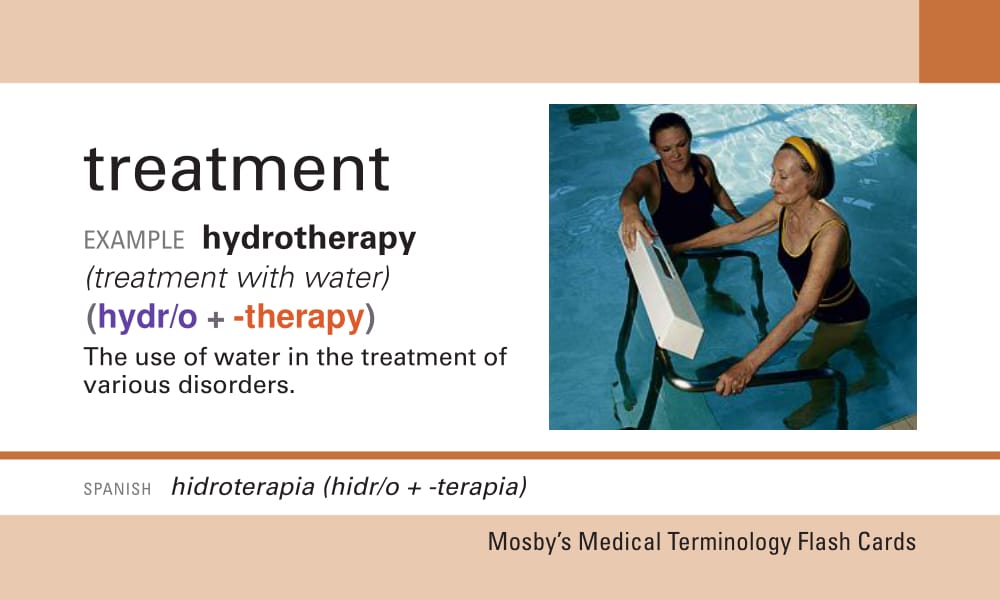 treatment
EXAMPLE hydrotherapy
(treatment with water)
(hydr/o + -therapy)
The use of water in the treatment of
various disorders.
SPANISH hidroterapia (hidr/o + -terapia)
Mosby’s Medical Terminology Flash Cards